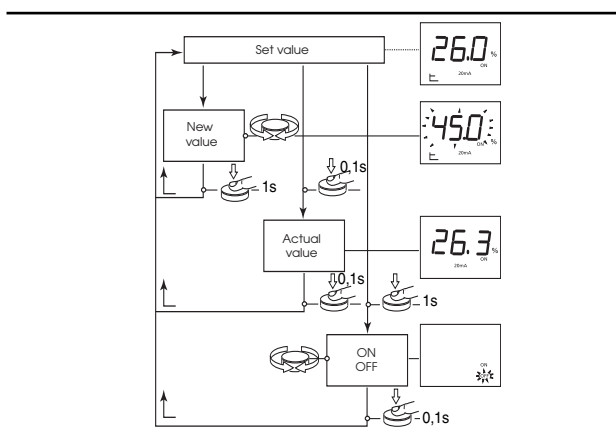 Set value
26.0 %
ON
20mA
New
value
45.0 %
ON
20mA
1s
0,1s
Actual
value
26.3 %
ON
20mA
0,1s
1s
ON
OFF
ON
OFF
0,1s